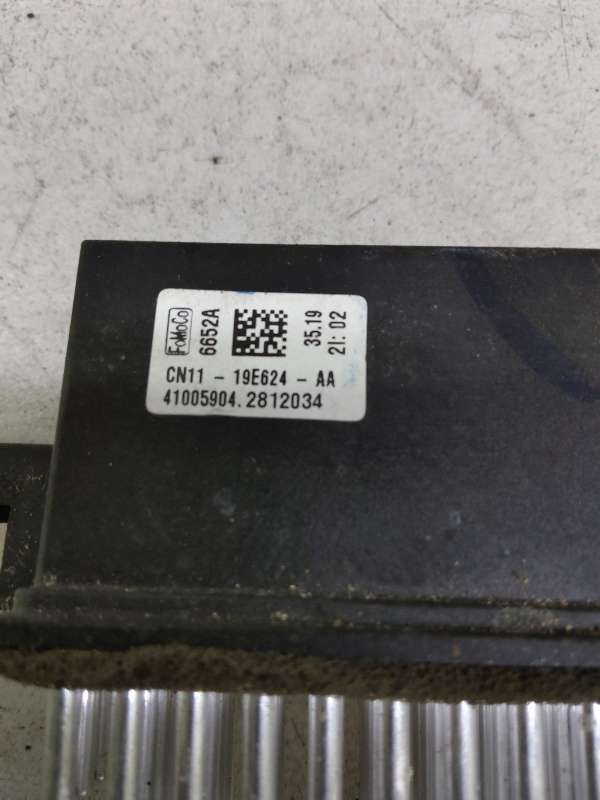 FoMoCo
6652A
35.19
21:02
CN11 - 19E624 - AA
41005904.2812034